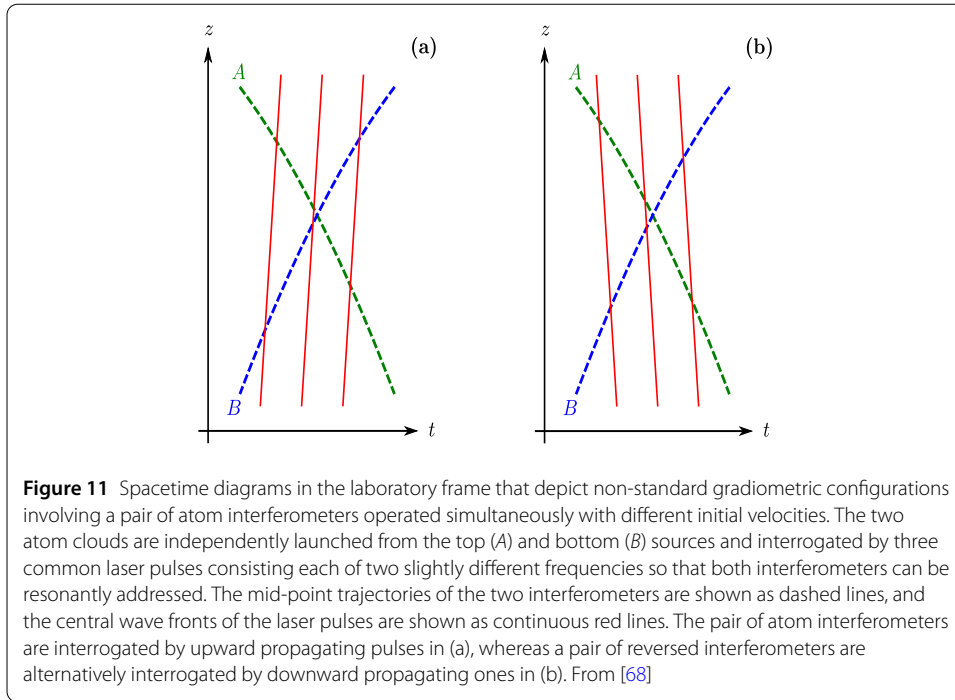 z
(a)
A
B
t
z
(b)
A
B
t
Figure 11 Spacetime diagrams in the laboratory frame that depict non-standard gradiometric configurations
involving a pair of atom interferometers operated simultaneously with different initial velocities. The two
atom clouds are independently launched from the top (A) and bottom (B) sources and interrogated by three
common laser pulses consisting each of two slightly different frequencies so that both interferometers can be
resonantly addressed. The mid-point trajectories of the two interferometers are shown as dashed lines, and
the central wave fronts of the laser pulses are shown as continuous red lines. The pair of atom interferometers
are interrogated by upward propagating pulses in (a), whereas a pair of reversed interferometers are
alternatively interrogated by downward propagating ones in (b). From [68]